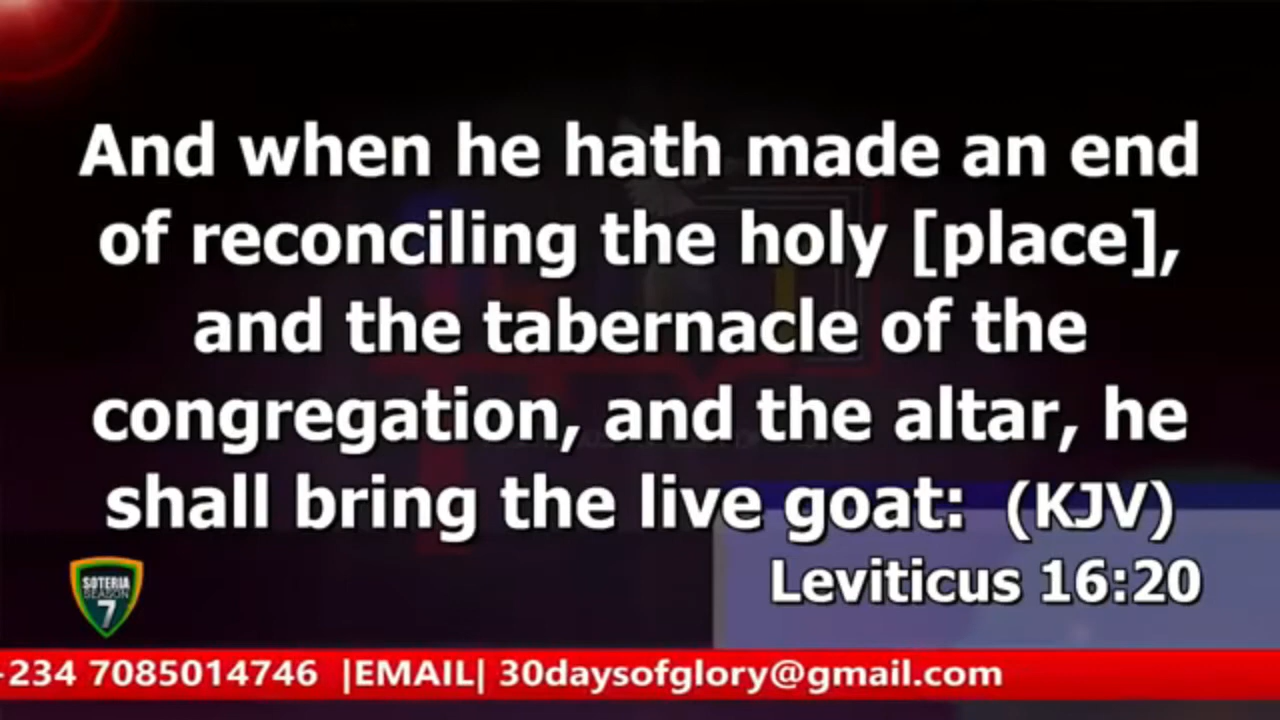 And when he hath made an end
of reconciling the holy [place],
and the tabernacle of the
congregation, and the altar, he
shall bring the live goat: (KJV)
Leviticus 16:20
SOTERIA
SEASON
7
-234 7085014746 |EMAIL| 30daysofglory@gmail.com